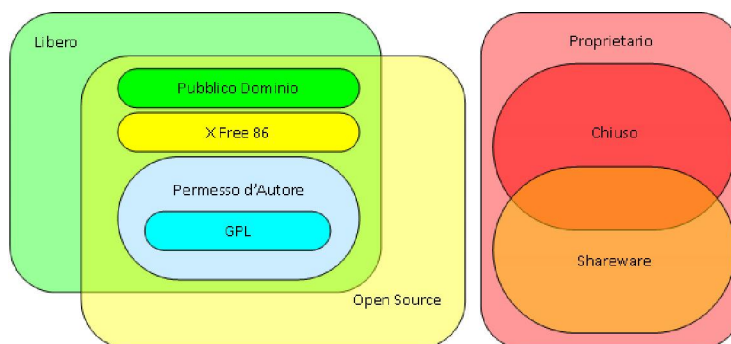 Libero
Pubblico Dominio
X Free 86
Permesso d'Autore
GPL
Open Source
Proprietario
Chiuso
Shareware